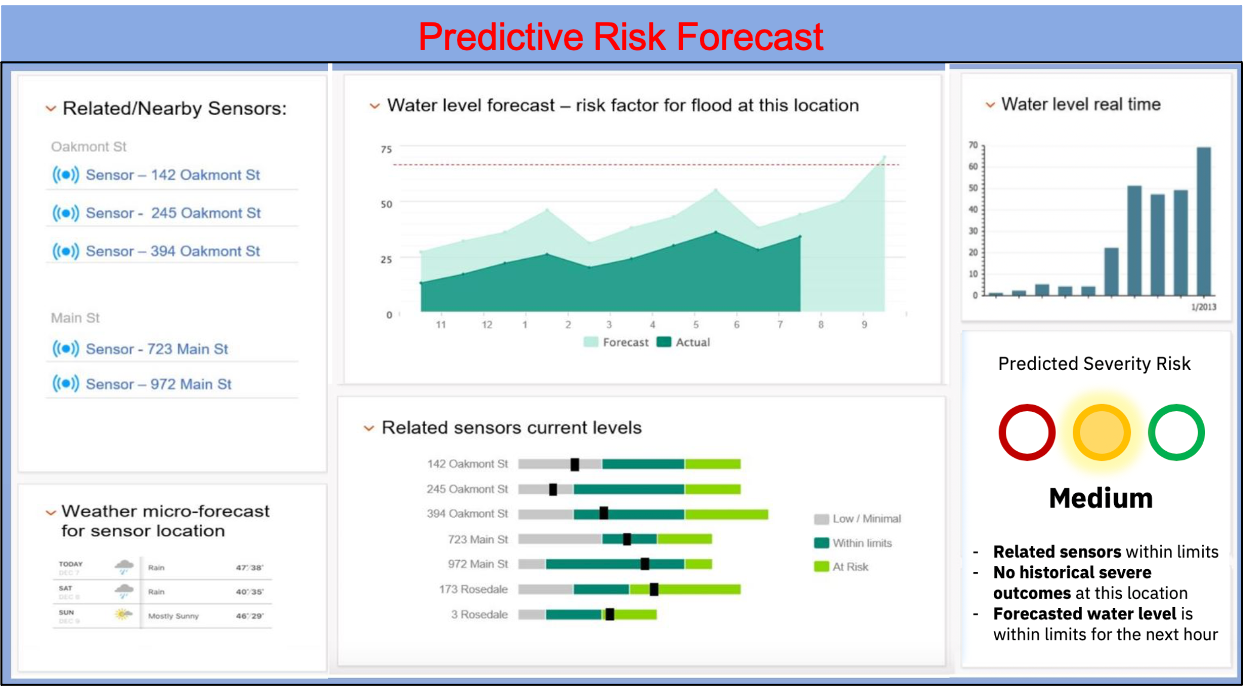 Predictive Risk Forecast
Related/Nearby Sensors:
Oakmont St
Sensor – 142 Oakmont St
Sensor - 245 Oakmont St
Sensor – 394 Oakmont St
Main St
Sensor - 723 Main St
Sensor – 972 Main St
Weather micro-forecast
for sensor location
TODAY Rain 47°/38°
DEC 7
SAT Rain 40°/35°
SUN Mostly Sunny 46°/29°
Water level forecast – risk factor for flood at this location
75
50
25
0
11 12 1 2 3 4 5 6 7 8 9
Forecast Actual
Related sensors current levels
142 Oakmont St
245 Oakmont St
394 Oakmont St
723 Main St
972 Main St
173 Rosedale
3 Rosedale
Low / Minimal
Within limits
At Risk
Water level real time
70
60
50
40
30
20
10
0
1/2013
Predicted Severity Risk
Medium
- Related sensors within limits
- No historical severe
outcomes at this location
- Forecasted water level is
within limits for the next hour